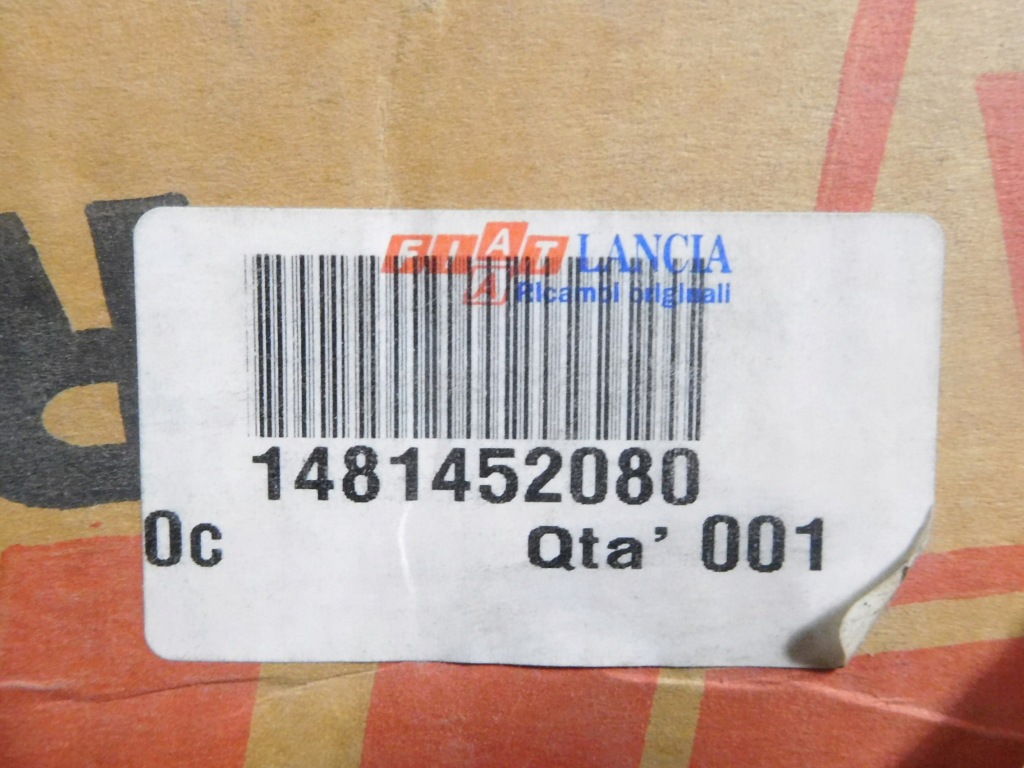 FIAT LANCIA
A Ricambi originali
1481452080
0c Qta' 001